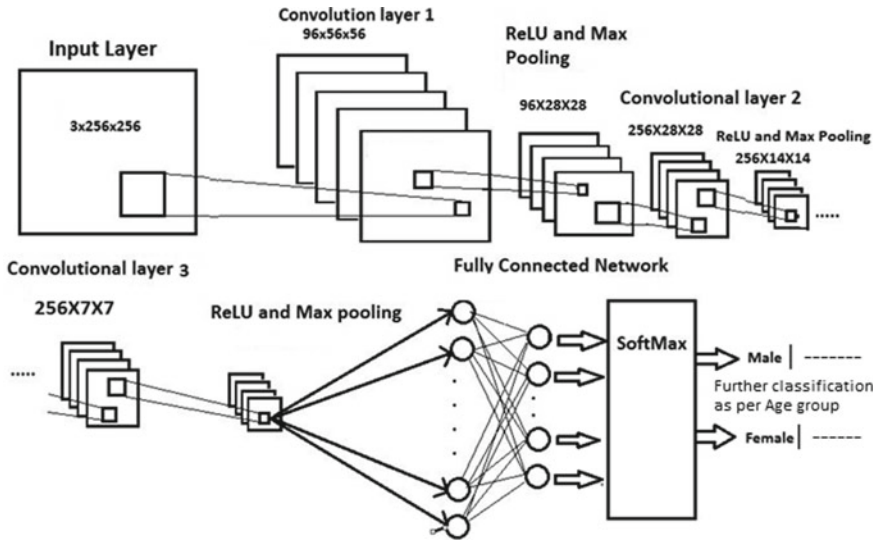 Input Layer
3x256x256
Convolution layer 1
96x56x56
ReLU and Max
Pooling
96X28X28
Convolutional layer 2
256X28X28
ReLU and Max Pooling
256X14X14
.....
Convolutional layer 3
256X7X7
.....
ReLU and Max pooling
Fully Connected Network
SoftMax
Male | -------
Further classification
as per Age group
Female | ------